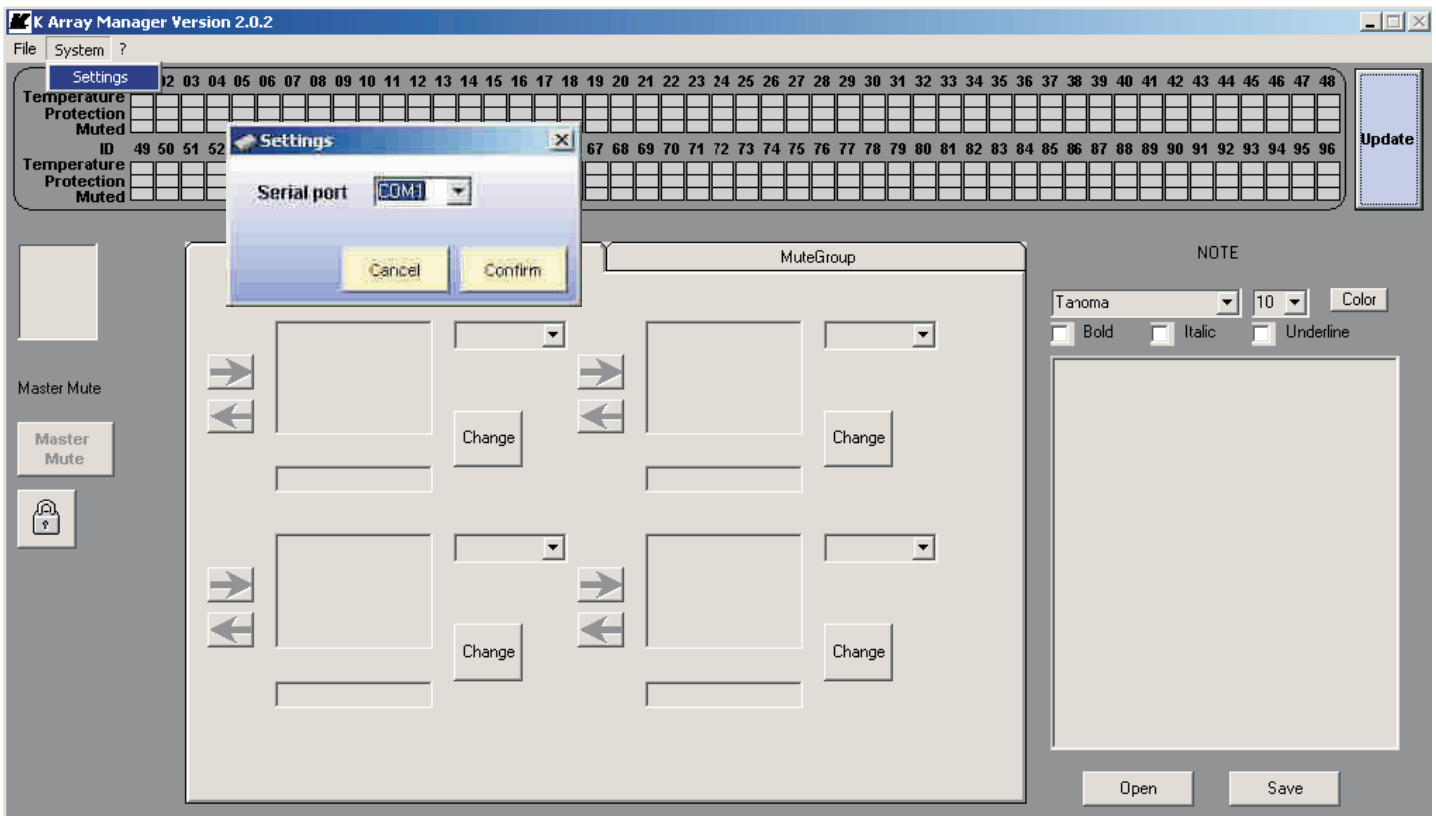 K Array Manager Version 2.0.2
File System ?
Settings
02 03 04 05 06 07 08 09 10 11 12 13 14 15 16 17 18 19 20 21 22 23 24 25 26 27 28 29 30 31 32 33 34 35 36 37 38 39 40 41 42 43 44 45 46 47 48
Temperature
Protection
Muted
ID 49 50 51 52 67 68 69 70 71 72 73 74 75 76 77 78 79 80 81 82 83 84 85 86 87 88 89 90 91 92 93 94 95 96
Temperature
Protection
Muted
Update
Settings
Serial port COM1
Cancel Confirm
MuteGroup
Master Mute
Master
Mute
Change Change
Change Change
NOTE
Tanoma 10 Color
Bold Italic Underline
Open Save